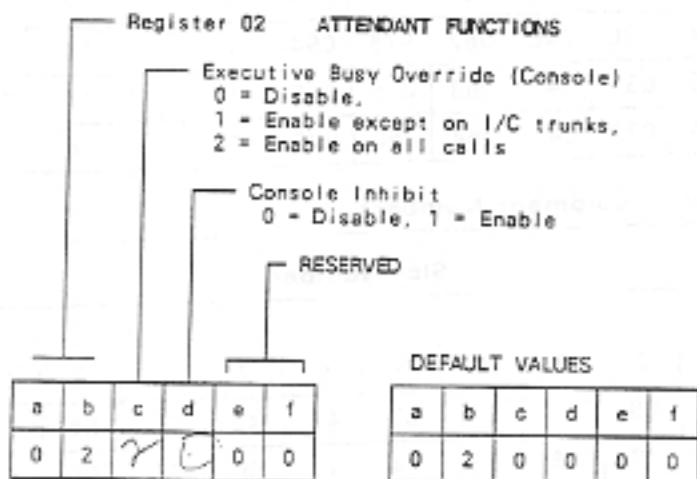 Register 02 ATTENDANT FUNCTIONS
Executive Busy Override (Console)
0 = Disable,
1 = Enable except on I/C trunks,
2 = Enable on all calls
Console Inhibit
0 = Disable, 1 = Enable
RESERVED
DEFAULT VALUES
a b c d e f a b c d e f
0 2 2 0 0 0 0 2 0 0 0 0